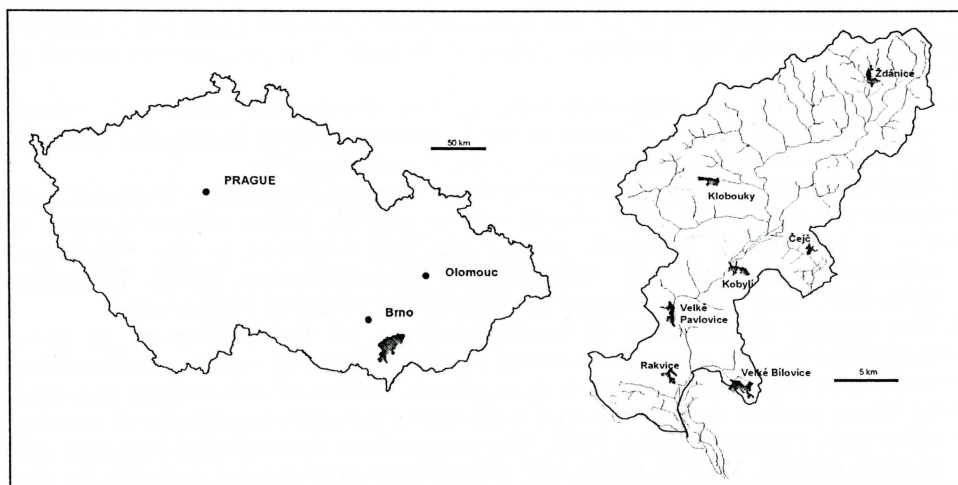 50 km
PRAGUE
Olomouc
Brno
Ždánice
Klobouky
Čejč
Kobylí
Velké
Pavlovice
Rakvice
Velké Bílovice
5 km